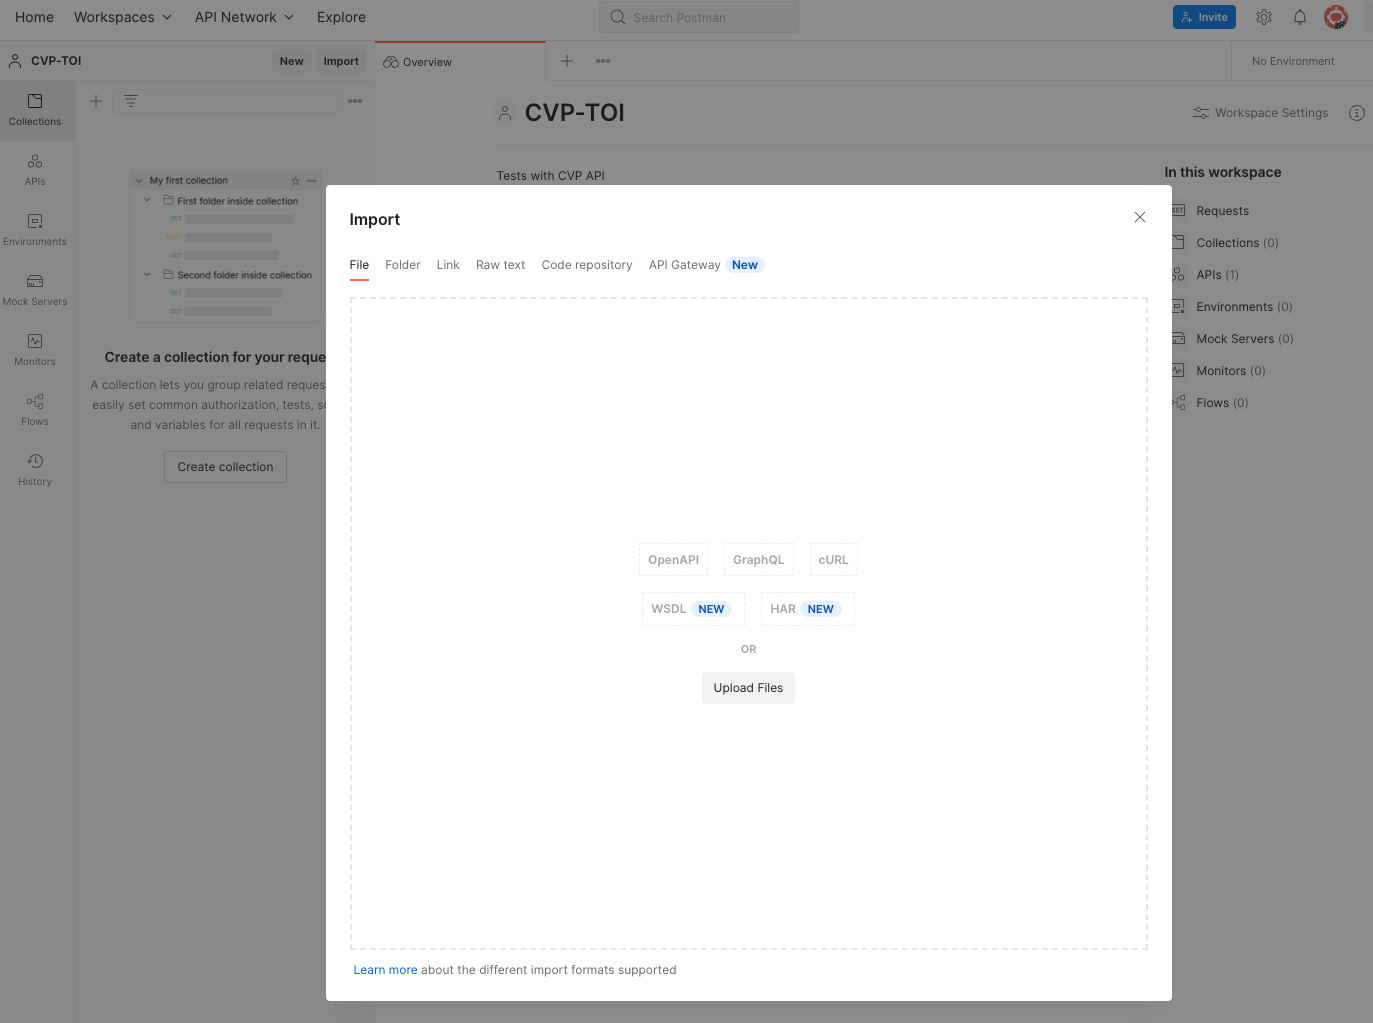 Home Workspaces API Network Explore Search Postman Invite
CVP-TOI New Import Overview No Environment
Collections
APIs
Environments
Mock Servers
Monitors
Flows
History
My first collection
First folder inside collection
GET
POST
GET
Second folder inside collection
GET
GET
Create a collection for your reque
A collection lets you group related reques
easily set common authorization, tests, sc
and variables for all requests in it.
Create collection
CVP-TOI
Workspace Settings
Tests with CVP API
In this workspace
GET Requests
Collections (0)
APIs (1)
Environments (0)
Mock Servers (0)
Monitors (0)
Flows (0)
Import
File Folder Link Raw text Code repository API Gateway New
OpenAPI GraphQL cURL
WSDL NEW HAR NEW
OR
Upload Files
Learn more about the different import formats supported